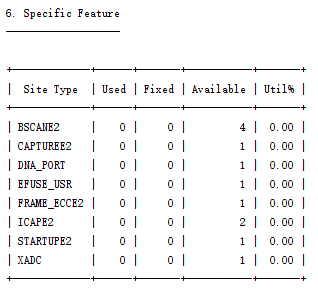 6. Specific Feature
-------------------
+-------------+------+-------+-----------+-------+
| Site Type | Used | Fixed | Available | Util% |
+-------------+------+-------+-----------+-------+
| BSCANE2 | 0 | 0 | 4 | 0.00 |
| CAPTUREE2 | 0 | 0 | 1 | 0.00 |
| DNA_PORT | 0 | 0 | 1 | 0.00 |
| EFUSE_USR | 0 | 0 | 1 | 0.00 |
| FRAME_ECCE2 | 0 | 0 | 1 | 0.00 |
| ICAPE2 | 0 | 0 | 2 | 0.00 |
| STARTUPE2 | 0 | 0 | 1 | 0.00 |
| XADC | 0 | 0 | 1 | 0.00 |
+-------------+------+-------+-----------+-------+